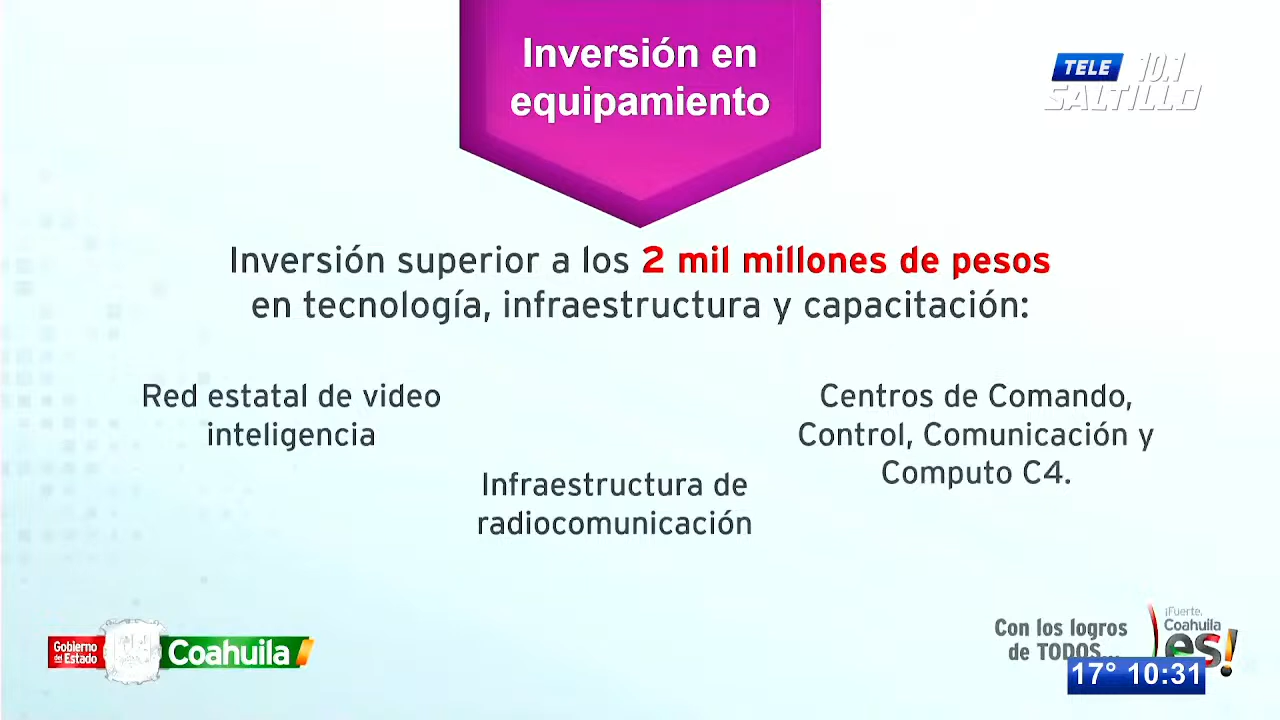 Inversión en
equipamiento
TELE 10.1
SALTILLO
Inversión superior a los 2 mil millones de pesos
en tecnología, infraestructura y capacitación:
Red estatal de video
inteligencia
Infraestructura de
radiocomunicación
Centros de Comando,
Control, Comunicación y
Computo C4.
Gobierno
del Estado
Coahuila
Con los logros
de TODOS...
¡Fuerte,
Coahuila
es!
17° 10:31